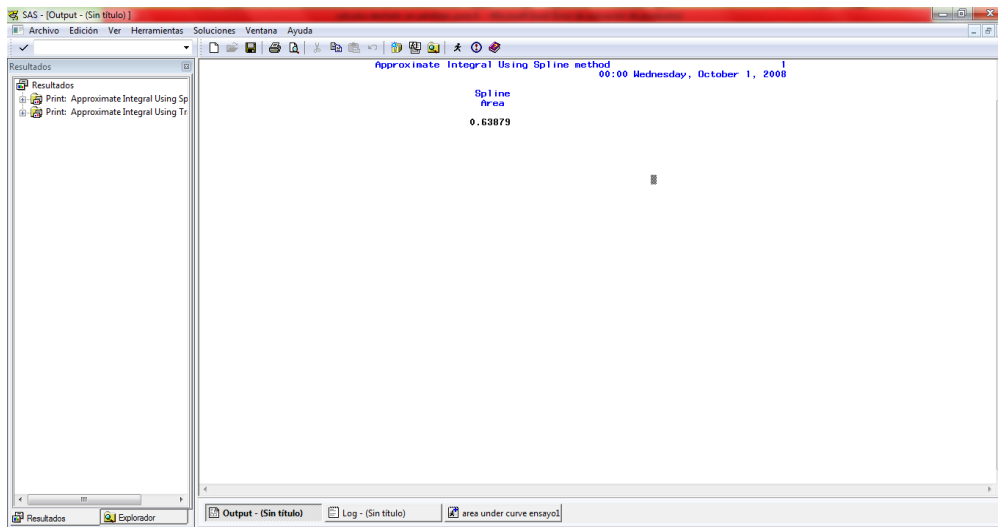 SAS - [Output - (Sin título) ]
Archivo Edición Ver Herramientas Soluciones Ventana Ayuda
Resultados
Resultados
Print: Approximate Integral Using Sp
Print: Approximate Integral Using Tr
Approximate Integral Using Spline method 1
00:00 Wednesday, October 1, 2008
Spline
Area
0.63879
Resultados
Explorador
Output - (Sin título)
Log - (Sin título)
area under curve ensayo1